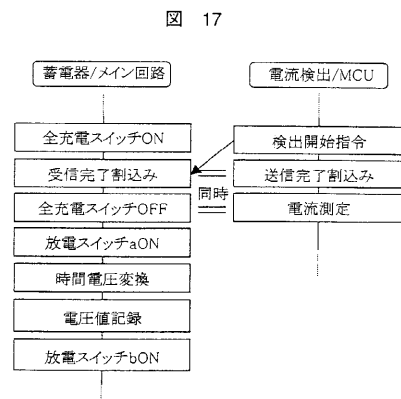 図 17
蓄電器/メイン回路
電流検出/MCU
全充電スイッチON
検出開始指令
受信完了割込み
送信完了割込み
同時
全充電スイッチOFF
電流測定
放電スイッチaON
時間電圧変換
電圧値記録
放電スイッチbON